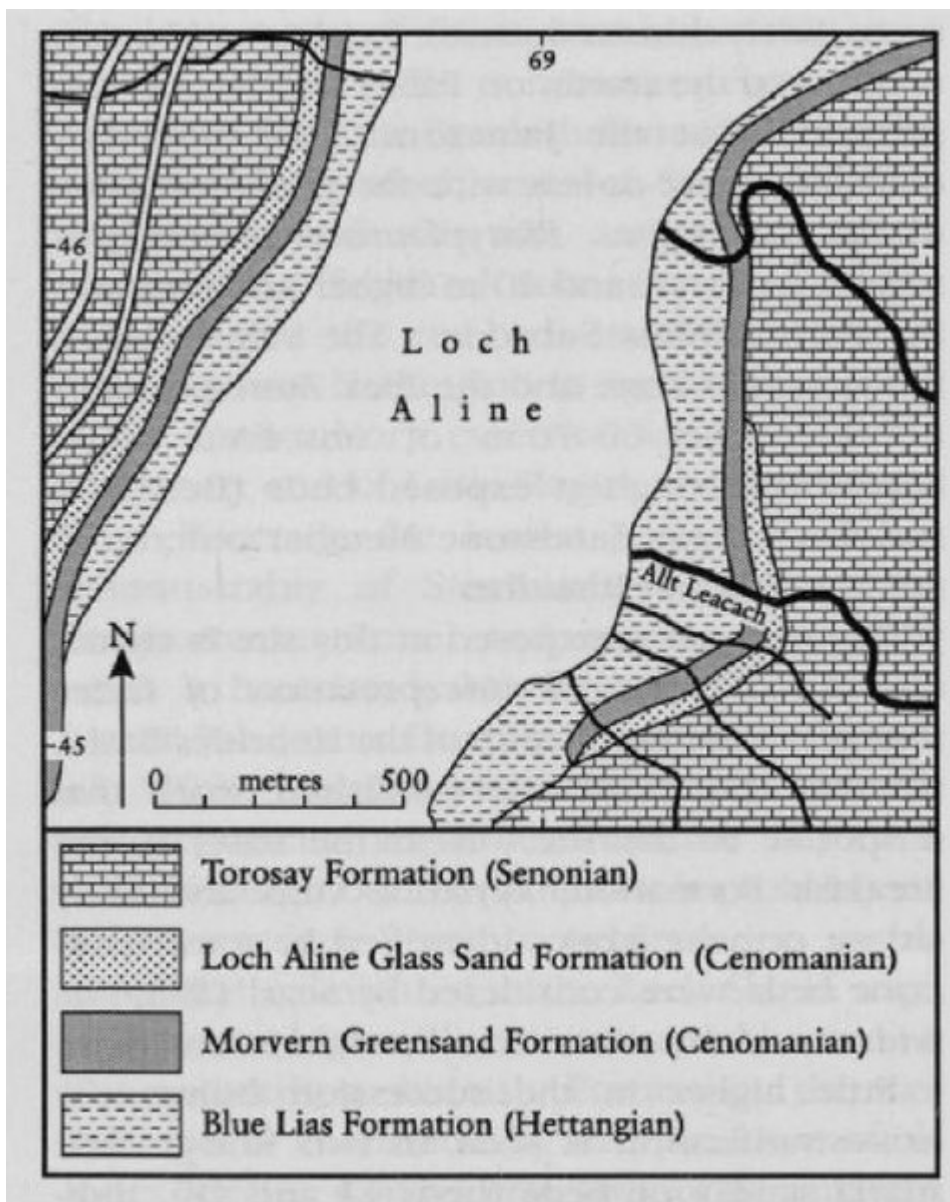 69
46
Loch
Aline
Allt Leacach
N
45
0 metres 500
Torosay Formation (Senonian)
Loch Aline Glass Sand Formation (Cenomanian)
Morvern Greensand Formation (Cenomanian)
Blue Lias Formation (Hettangian)